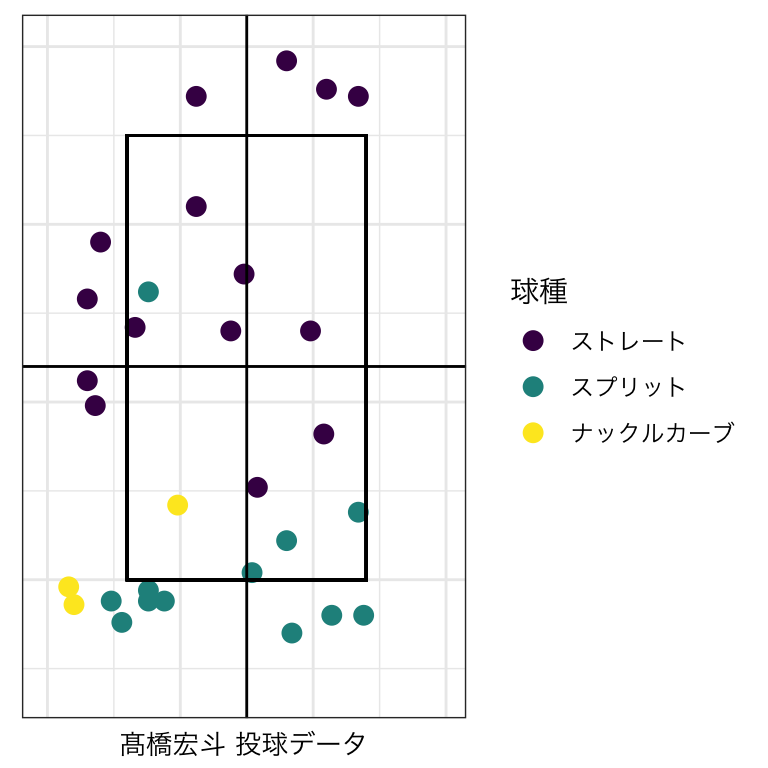 球種
ストレート
スプリット
ナックルカーブ
髙橋宏斗 投球データ